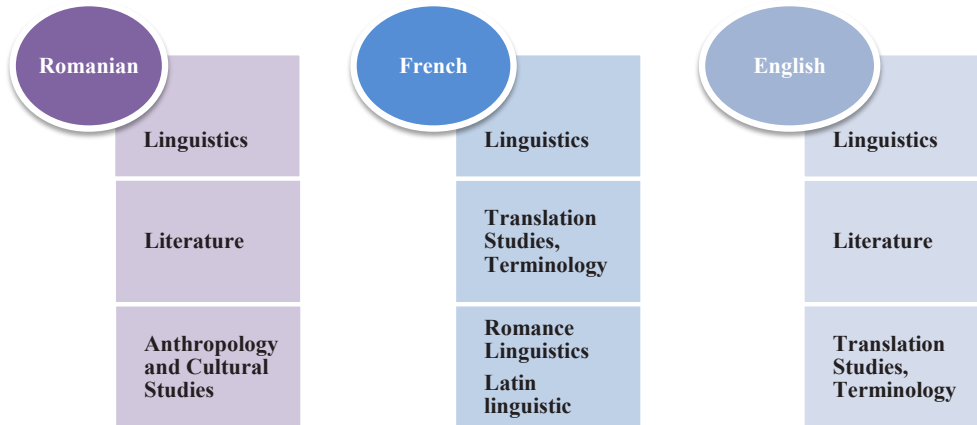 Romanian
Linguistics
Literature
Anthropology
and Cultural
Studies
French
Linguistics
Translation
Studies,
Terminology
Romance
Linguistics
Latin
linguistic
English
Linguistics
Literature
Translation
Studies,
Terminology